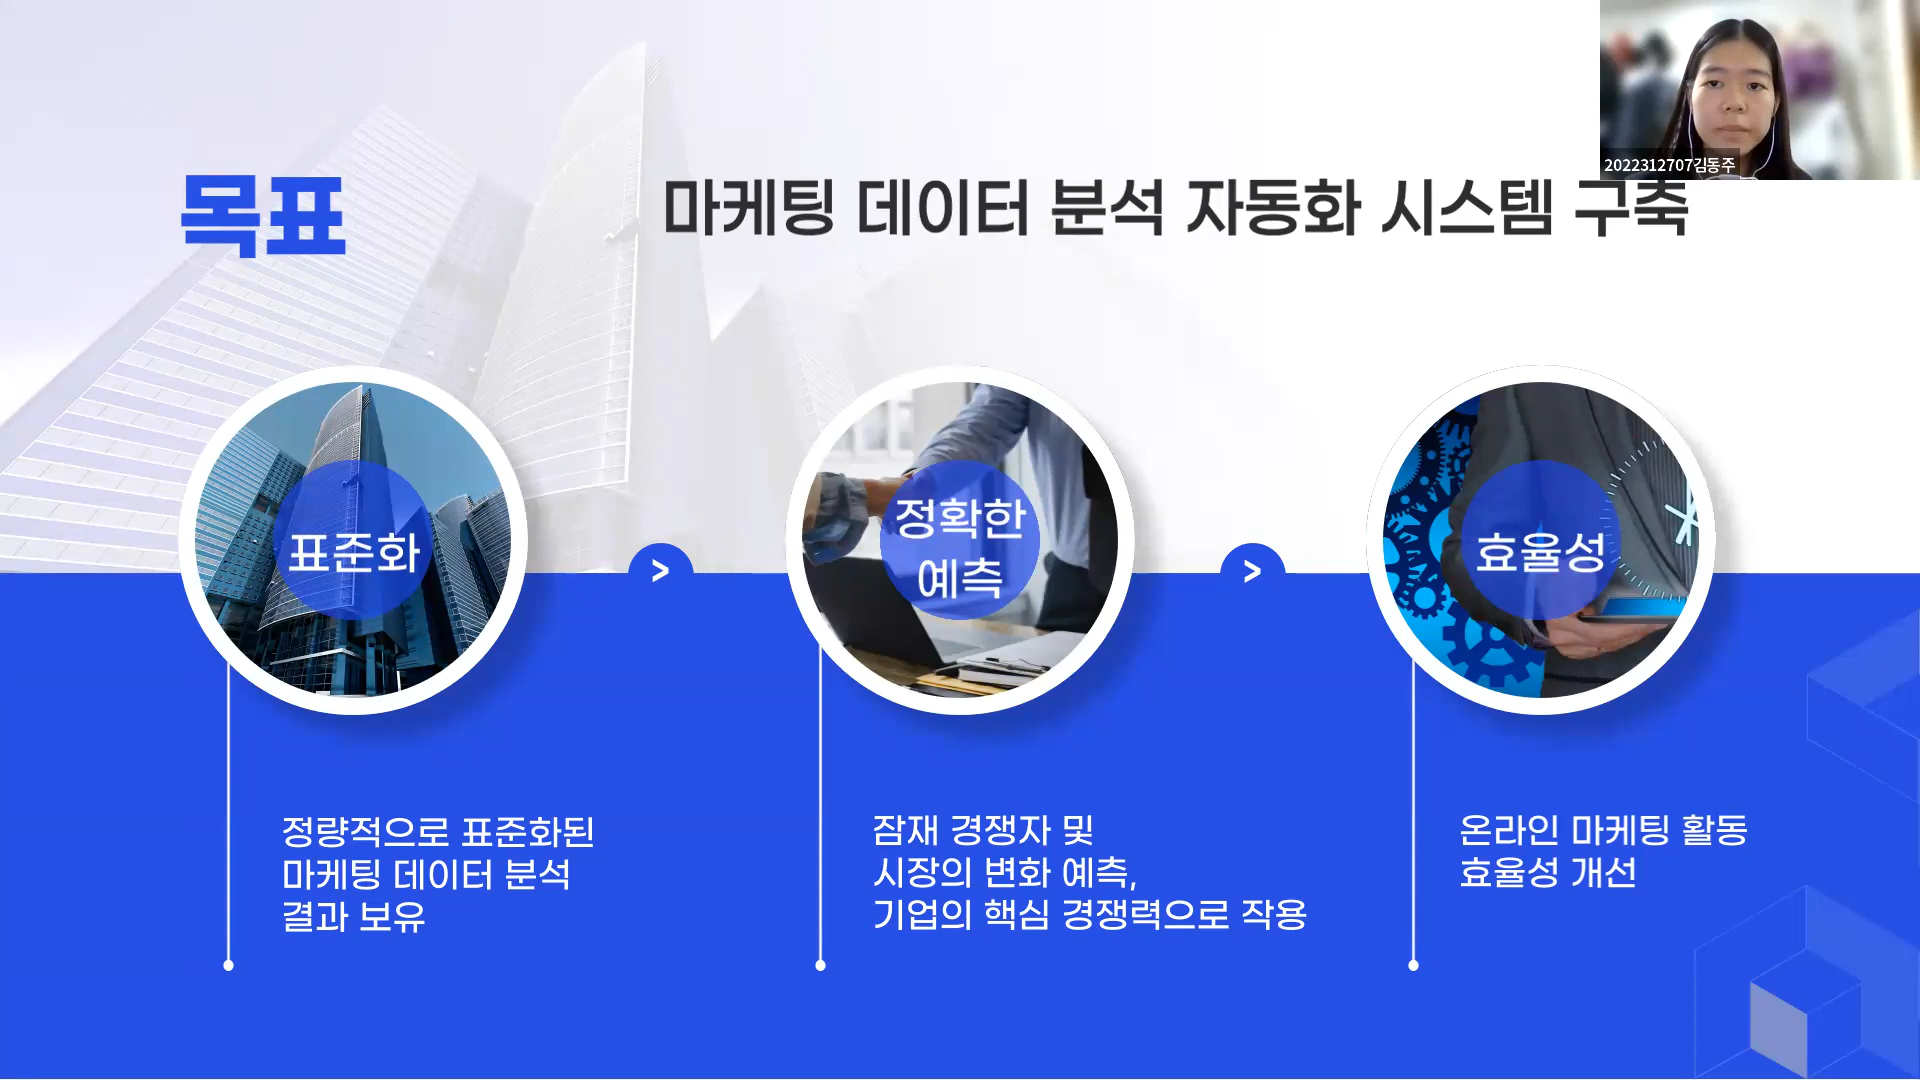 2022312707김동주
목표
마케팅 데이터 분석 자동화 시스템 구축
표준화
>
정확한
예측
>
효율성
정량적으로 표준화된
마케팅 데이터 분석
결과 보유
잠재 경쟁자 및
시장의 변화 예측,
기업의 핵심 경쟁력으로 작용
온라인 마케팅 활동
효율성 개선